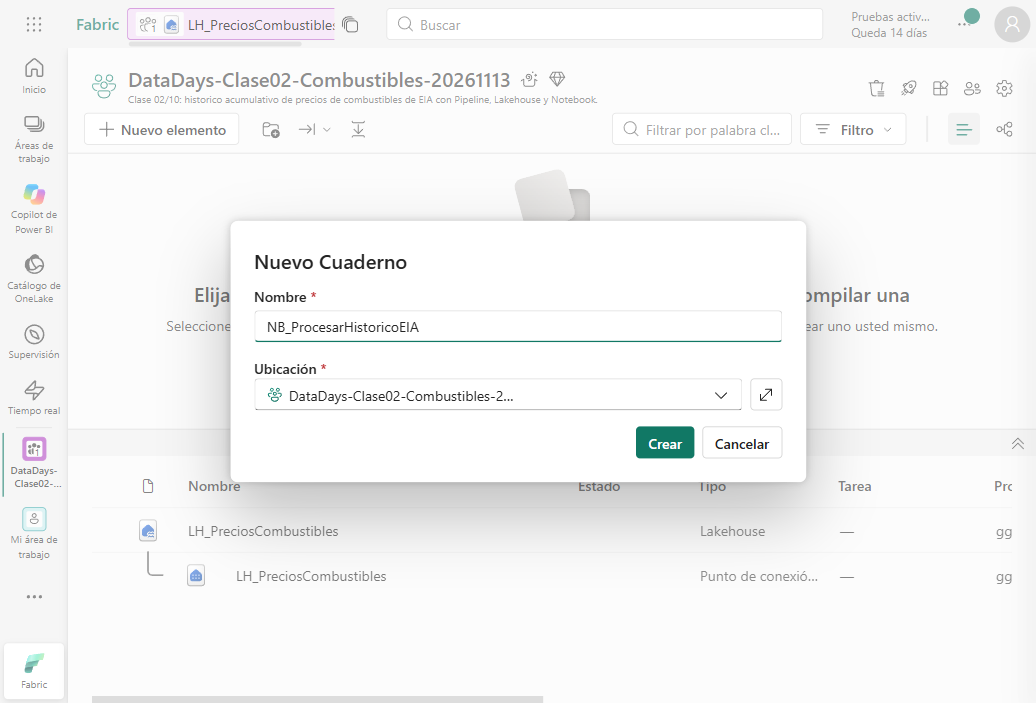 Fabric
LH_PreciosCombustibles
Buscar
Pruebas activ...
Queda 14 días
Inicio
Áreas de
trabajo
Copilot de
Power BI
Catálogo de
OneLake
Supervisión
Tiempo real
DataDays-
Clase02-...
Mi área de
trabajo
Fabric
DataDays-Clase02-Combustibles-20261113
Clase 02/10: historico acumulativo de precios de combustibles de EIA con Pipeline, Lakehouse y Notebook.
Nuevo elemento
Filtrar por palabra cl...
Filtro
Elija
ompilar una
Seleccione
ear uno usted mismo.
Nuevo Cuaderno
Nombre *
NB_ProcesarHistoricoEIA
Ubicación *
DataDays-Clase02-Combustibles-2...
Crear
Cancelar
Nombre
Estado
Tipo
Tarea
Pro
LH_PreciosCombustibles
Lakehouse
—
gg
LH_PreciosCombustibles
Punto de conexió...
—
gg